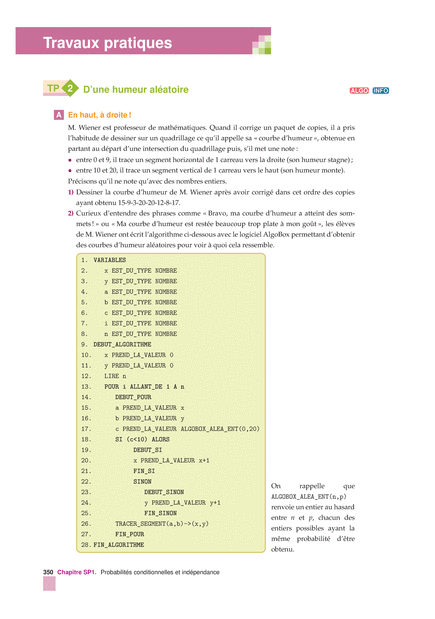 Travaux pratiques
TP 2 D'une humeur aléatoire ALGO INFO
A En haut, à droite !
M. Wiener est professeur de mathématiques. Quand il corrige un paquet de copies, il a pris
l'habitude de dessiner sur un quadrillage ce qu'il appelle sa « courbe d'humeur », obtenue en
partant au départ d'une intersection du quadrillage puis, s'il met une note :
• entre 0 et 9, il trace un segment horizontal de 1 carreau vers la droite (son humeur stagne) ;
• entre 10 et 20, il trace un segment vertical de 1 carreau vers le haut (son humeur monte).
Précisons qu'il ne note qu'avec des nombres entiers.
1) Dessiner la courbe d'humeur de M. Wiener après avoir corrigé dans cet ordre des copies
ayant obtenu 15-9-3-20-20-12-8-17.
2) Curieux d'entendre des phrases comme « Bravo, ma courbe d'humeur a atteint des som-
mets ! » ou « Ma courbe d'humeur est restée beaucoup trop plate à mon goût », les élèves
de M. Wiener ont écrit l'algorithme ci-dessous avec le logiciel AlgoBox permettant d'obtenir
des courbes d'humeur aléatoires pour voir à quoi cela ressemble.
1. VARIABLES
2. x EST_DU_TYPE NOMBRE
3. y EST_DU_TYPE NOMBRE
4. a EST_DU_TYPE NOMBRE
5. b EST_DU_TYPE NOMBRE
6. c EST_DU_TYPE NOMBRE
7. i EST_DU_TYPE NOMBRE
8. n EST_DU_TYPE NOMBRE
9. DEBUT_ALGORITHME
10. x PREND_LA_VALEUR 0
11. y PREND_LA_VALEUR 0
12. LIRE n
13. POUR i ALLANT_DE 1 A n
14. DEBUT_POUR
15. a PREND_LA_VALEUR x
16. b PREND_LA_VALEUR y
17. c PREND_LA_VALEUR ALGOBOX_ALEA_ENT(0,20)
18. SI (c<10) ALORS
19. DEBUT_SI
20. x PREND_LA_VALEUR x+1
21. FIN_SI
22. SINON
23. DEBUT_SINON
24. y PREND_LA_VALEUR y+1
25. FIN_SINON
26. TRACER_SEGMENT(a,b)->(x,y)
27. FIN_POUR
28. FIN_ALGORITHME
On rappelle que
ALGOBOX_ALEA_ENT(n,p)
renvoie un entier au hasard
entre n et p, chacun des
entiers possibles ayant la
même probabilité d'être
obtenu.
350 Chapitre SP1. Probabilités conditionnelles et indépendance